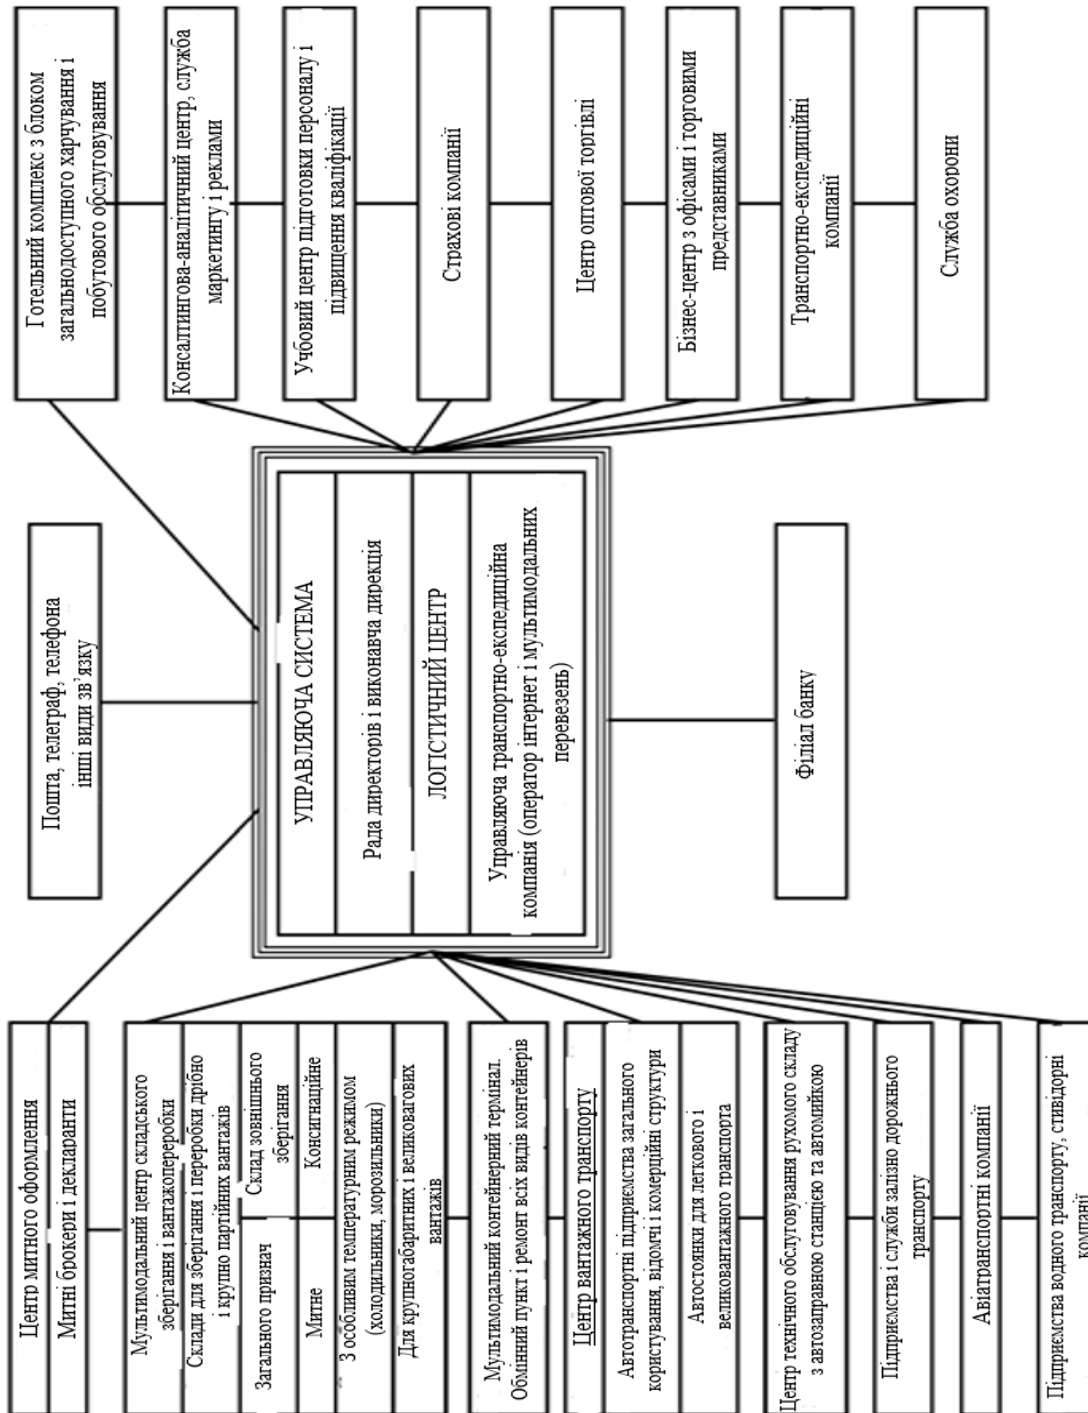 Центр митного оформлення
Митні брокери і декларанти
Мультимодальний центр складського
зберігання і вантажопереробки
Склади для зберігання і переробки дрібно
і крупно партійних вантажів
Загального признач
Склад зовнішнього
зберігання
Митне
Консигнаційне
З особливим температурним режимом
(холодильники, морозильники)
Для крупногабаритних і великовагових
вантажів
Мультимодальний контейнерний термінал.
Обмінний пункт і ремонт всіх видів контейнерів
Центр вантажного транспорту
Автотранспортні підприємства загального
користування, відомчі і комерційні структури
Автостоянки для легкового і
великовантажного транспорта
Центр технічного обслуговування рухомого складу
з автозаправною станцією та автомийкою
Підприємства і служби залізно дорожнього
транспорту
Авіатранспортні компанії
Підприємства водного транспорту, стивідорні
компанії
Пошта, телеграф, телефона
інші види зв'язку
УПРАВЛЯЮЧА СИСТЕМА
Рада директорів і виконавча дирекція
ЛОГІСТИЧНИЙ ЦЕНТР
Управляюча транспортно-експедиційна
компанія (оператор інтернет і мультимодальних
перевезень)
Філіал банку
Готельний комплекс з блоком
загальнодоступного харчування і
побутового обслуговування
Консалтингова-аналітичний центр, служба
маркетингу і реклами
Учбовий центр підготовки персоналу і
підвищення кваліфікації
Страхові компанії
Центр оптової торгівлі
Бізнес-центр з офісами і торговими
представниками
Транспортно-експедиційні
компанії
Служба охорони